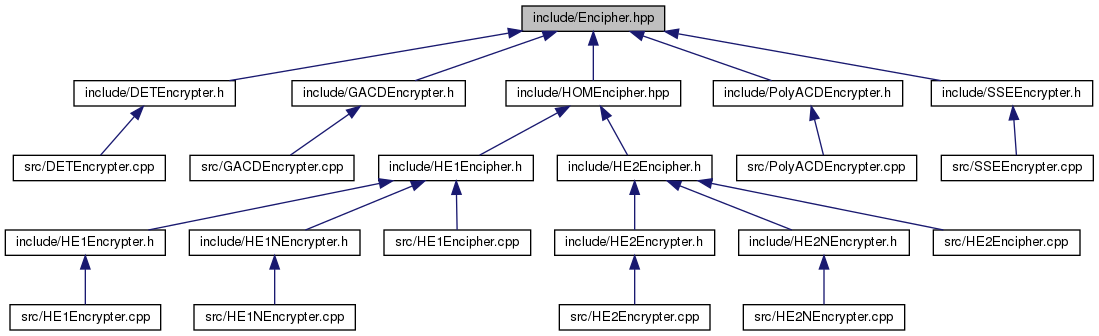 include/Encipher.hpp
include/DETEncrypter.h
include/GACDEncrypter.h
include/HOMEncipher.hpp
include/PolyACDEncrypter.h
include/SSEEncrypter.h
src/DETEncrypter.cpp
src/GACDEncrypter.cpp
include/HE1Encipher.h
include/HE2Encipher.h
src/PolyACDEncrypter.cpp
src/SSEEncrypter.cpp
include/HE1Encrypter.h
include/HE1NEncrypter.h
src/HE1Encipher.cpp
include/HE2Encrypter.h
include/HE2NEncrypter.h
src/HE2Encipher.cpp
src/HE1Encrypter.cpp
src/HE1NEncrypter.cpp
src/HE2Encrypter.cpp
src/HE2NEncrypter.cpp